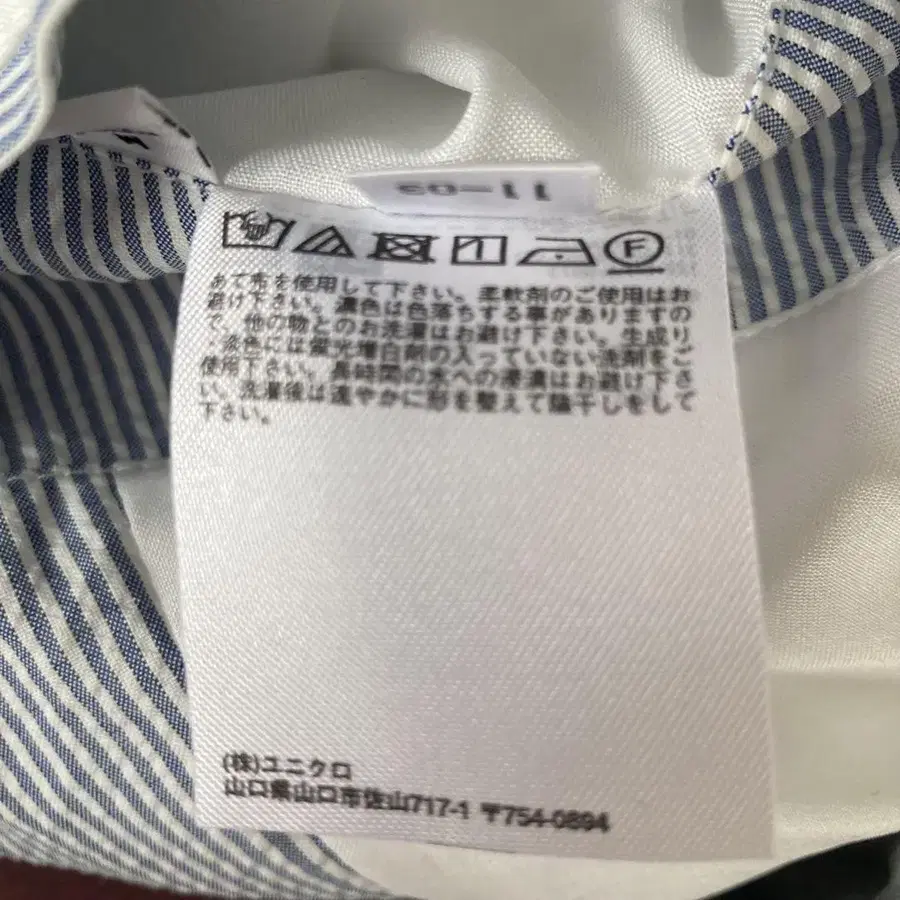 11-03
F
あて布を使用して下さい。柔軟剤のご使用はお
避け下さい。濃色は色落ちする事がありますの
で、他の物とのお洗濯はお避け下さい。生成り
・淡色には蛍光増白剤の入っていない洗剤をご
使用下さい。長時間の水への浸漬はお避け下さ
い。洗濯後は速やかに形を整えて陰干しをして
下さい。
(株)ユニクロ
山口県山口市佐山717-1 〒754-0894